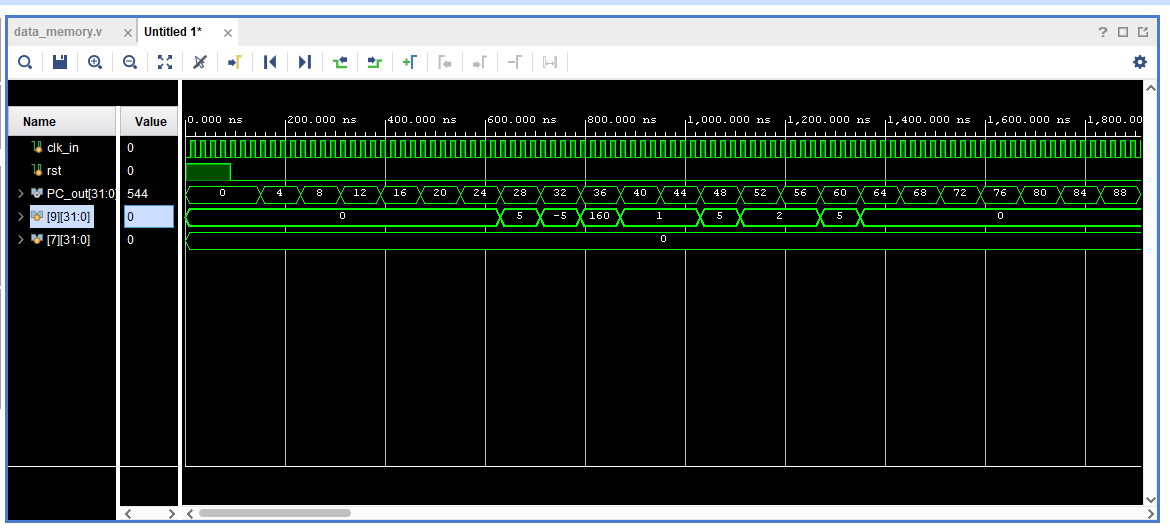 data_memory.v × Untitled 1* × ?
Name Value
0.000 ns 200.000 ns 400.000 ns 600.000 ns 800.000 ns 1,000.000 ns 1,200.000 ns 1,400.000 ns 1,600.000 ns 1,800.00
clk_in 0
rst 0
PC_out[31:0 544 0 4 8 12 16 20 24 28 32 36 40 44 48 52 56 60 64 68 72 76 80 84 88
[9][31:0] 0 0 5 -5 160 1 5 2 5 0
[7][31:0] 0 0